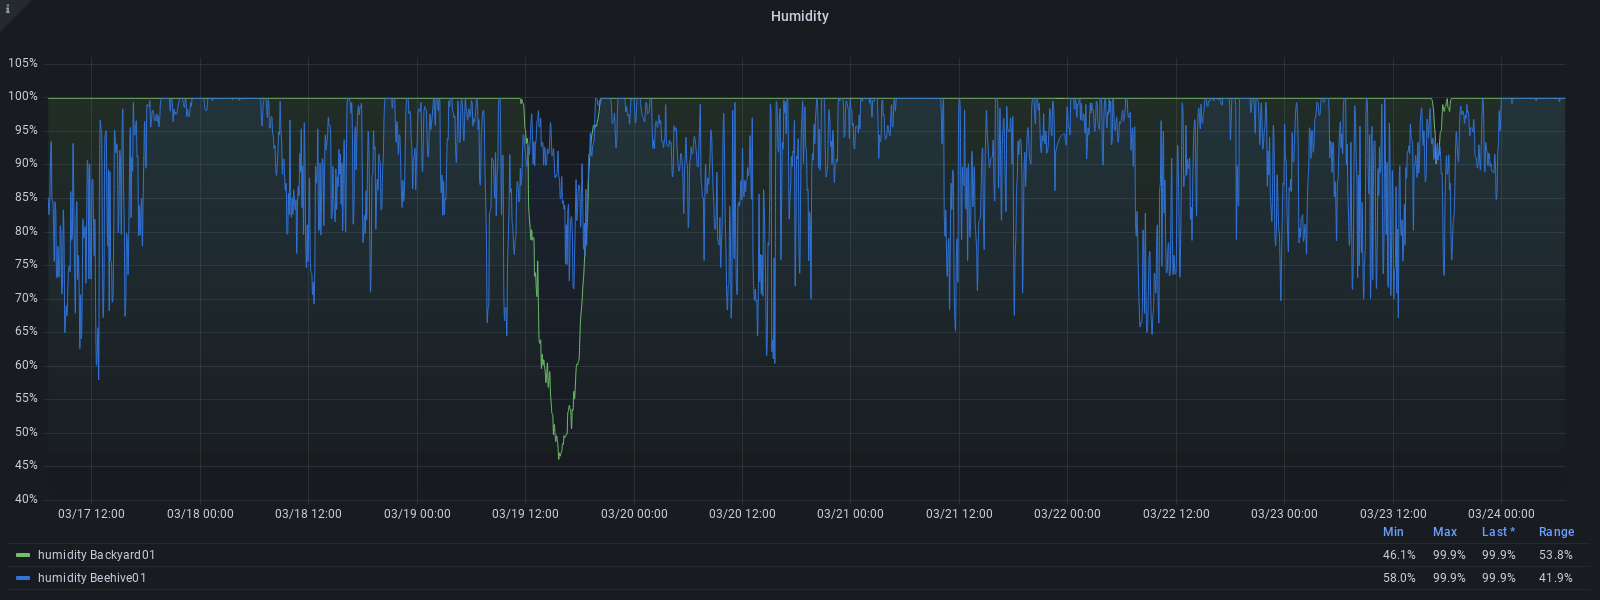 i
Humidity
105%
100%
95%
90%
85%
80%
75%
70%
65%
60%
55%
50%
45%
40%
03/17 12:00 03/18 00:00 03/18 12:00 03/19 00:00 03/19 12:00 03/20 00:00 03/20 12:00 03/21 00:00 03/21 12:00 03/22 00:00 03/22 12:00 03/23 00:00 03/23 12:00 03/24 00:00
Min Max Last * Range
humidity Backyard01 46.1% 99.9% 99.9% 53.8%
humidity Beehive01 58.0% 99.9% 99.9% 41.9%